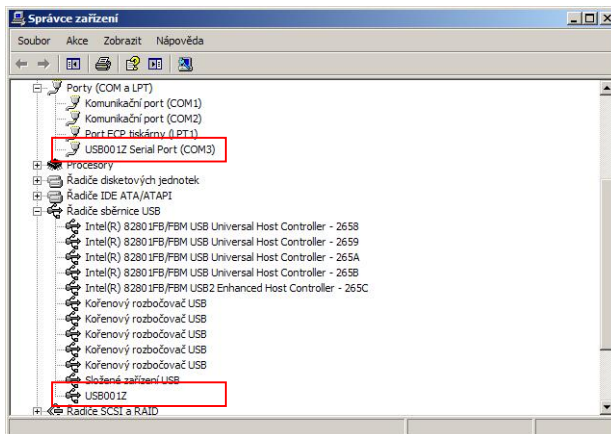 Správce zařízení
Soubor Akce Zobrazit Nápověda
Porty (COM a LPT)
Komunikační port (COM1)
Komunikační port (COM2)
Port ECP tiskárny (LPT1)
USB001Z Serial Port (COM3)
Procesory
Řadiče disketových jednotek
Řadiče IDE ATA/ATAPI
Řadiče sběrnice USB
Intel(R) 82801FB/FBM USB Universal Host Controller - 2658
Intel(R) 82801FB/FBM USB Universal Host Controller - 2659
Intel(R) 82801FB/FBM USB Universal Host Controller - 265A
Intel(R) 82801FB/FBM USB Universal Host Controller - 265B
Intel(R) 82801FB/FBM USB2 Enhanced Host Controller - 265C
Kořenový rozbočovač USB
Kořenový rozbočovač USB
Kořenový rozbočovač USB
Kořenový rozbočovač USB
Kořenový rozbočovač USB
Složené zařízení USB
USB001Z
Řadiče SCSI a RAID